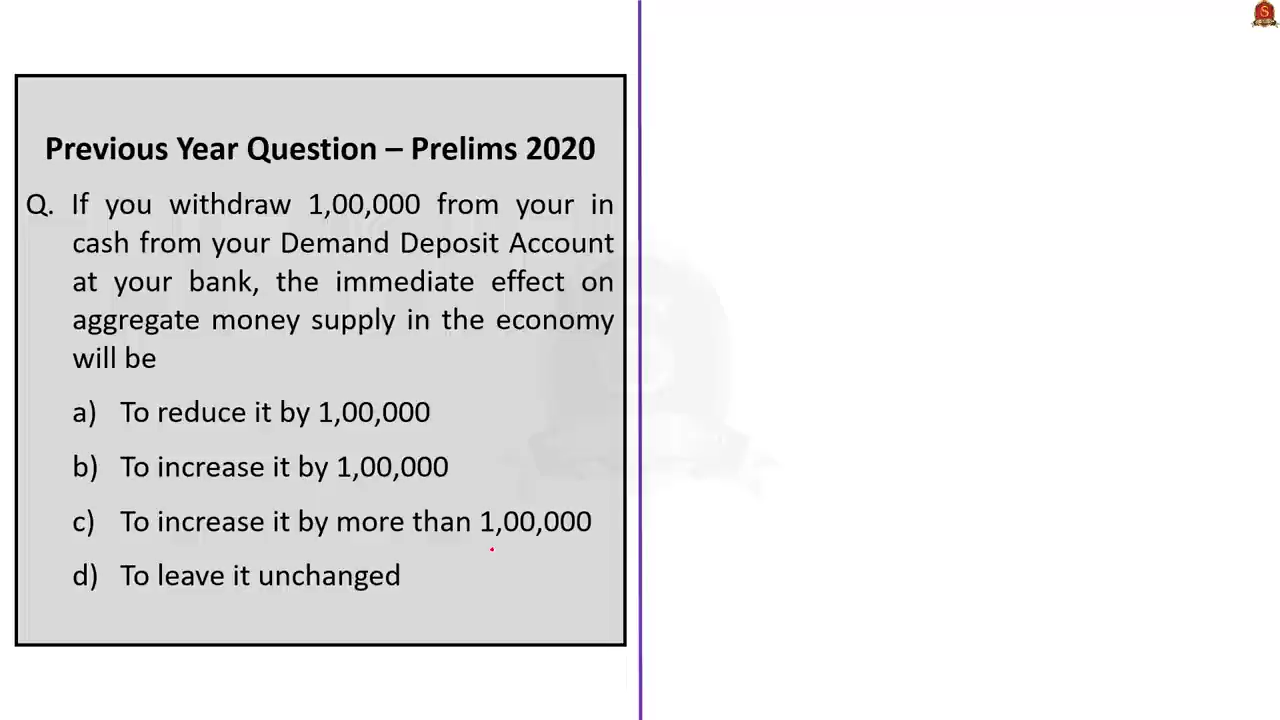 Previous Year Question – Prelims 2020
Q. If you withdraw 1,00,000 from your in
cash from your Demand Deposit Account
at your bank, the immediate effect on
aggregate money supply in the economy
will be
a) To reduce it by 1,00,000
b) To increase it by 1,00,000
c) To increase it by more than 1,00,000
d) To leave it unchanged